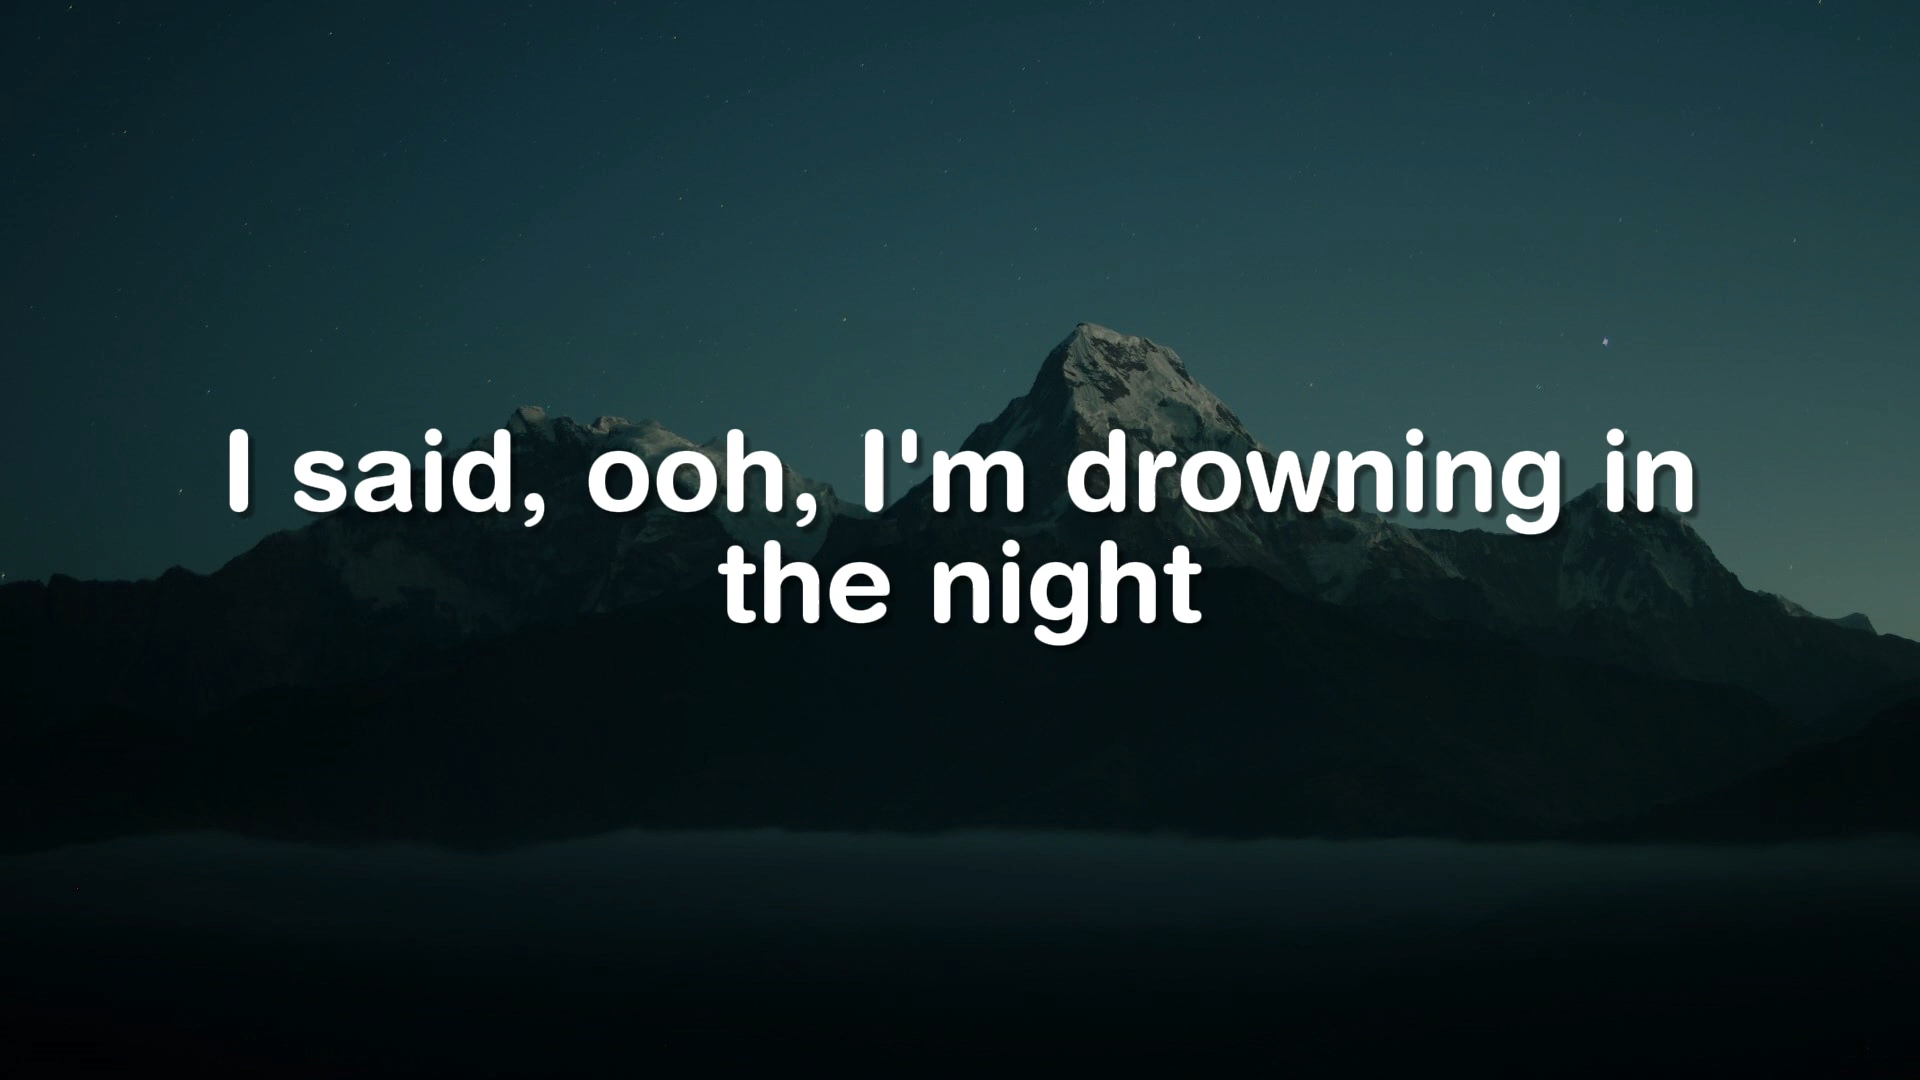 I said, ooh, I'm drowning in
the night